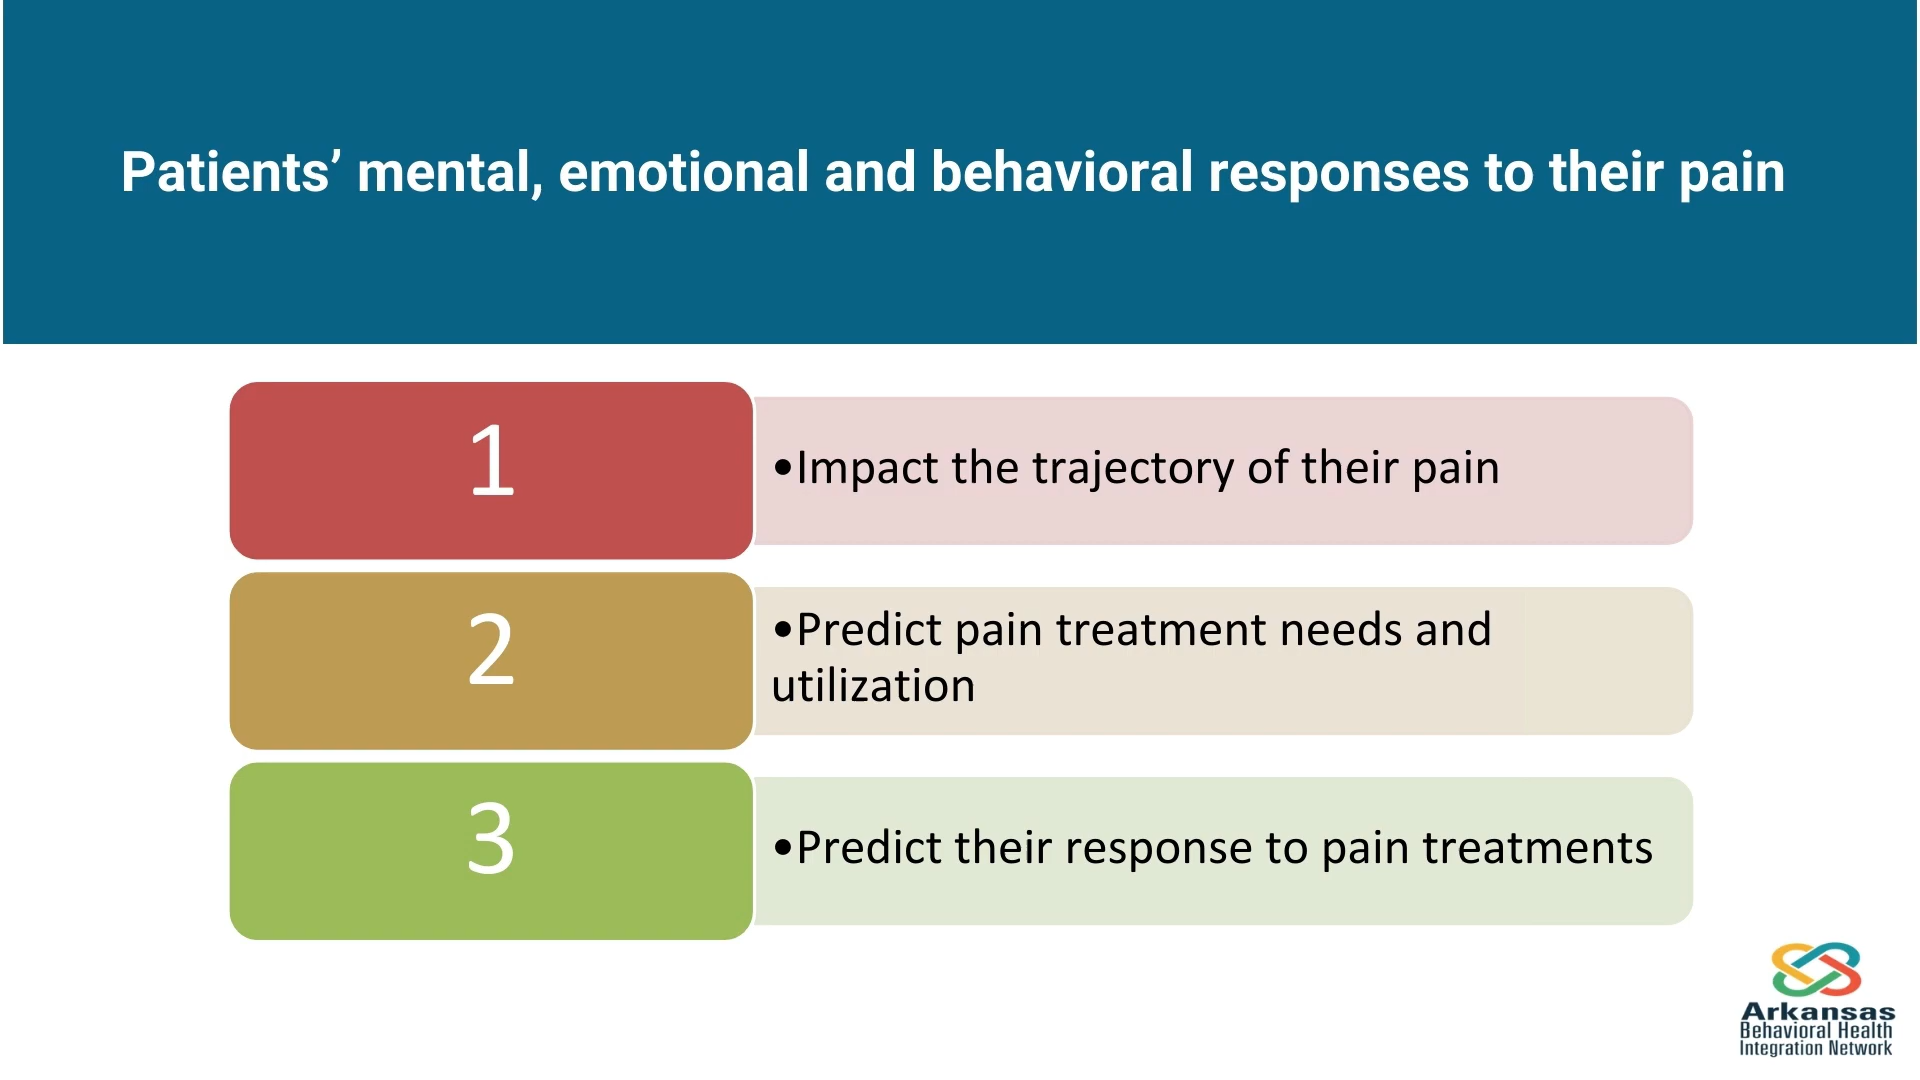 Patients’ mental, emotional and behavioral responses to their pain
1
•Impact the trajectory of their pain
2
•Predict pain treatment needs and
utilization
3
•Predict their response to pain treatments
Arkansas
Behavioral Health
Integration Network